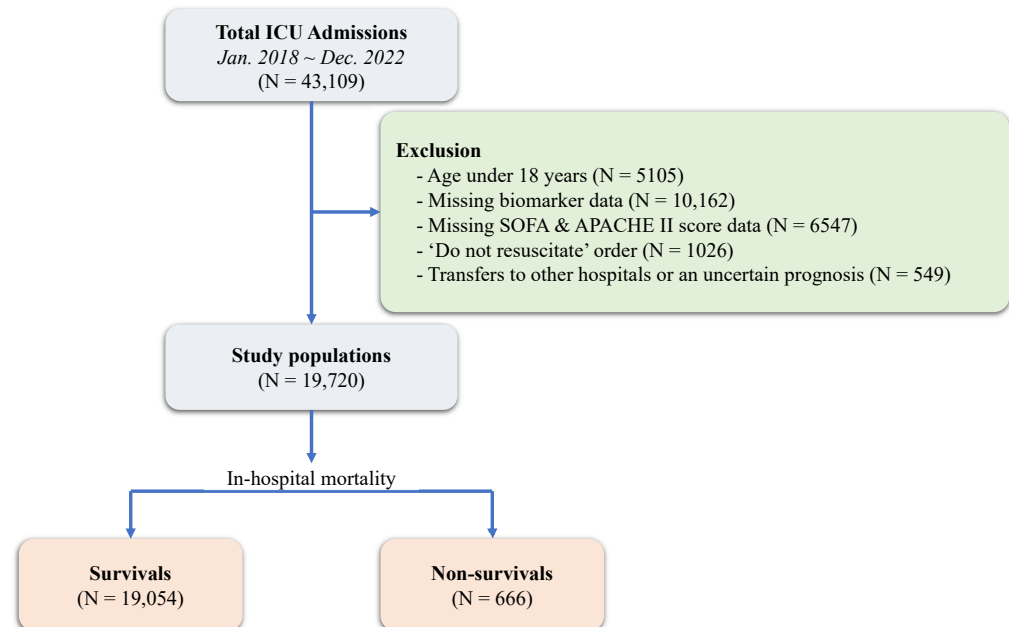 Total ICU Admissions
Jan. 2018 ~ Dec. 2022
(N = 43,109)
Exclusion
- Age under 18 years (N = 5105)
- Missing biomarker data (N = 10,162)
- Missing SOFA & APACHE II score data (N = 6547)
- ‘Do not resuscitate’ order (N = 1026)
- Transfers to other hospitals or an uncertain prognosis (N = 549)
Study populations
(N = 19,720)
In-hospital mortality
Survivals
(N = 19,054)
Non-survivals
(N = 666)